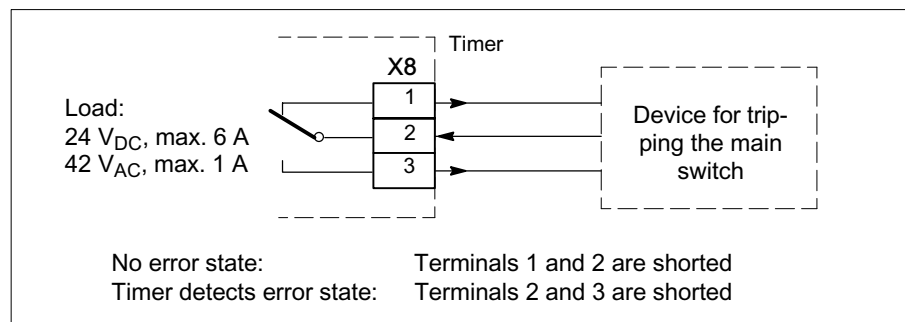 Timer
X8
Load:
24 VDC, max. 6 A
42 VAC, max. 1 A
1
2
3
Device for trip-
ping the main
switch
No error state: Terminals 1 and 2 are shorted
Timer detects error state: Terminals 2 and 3 are shorted